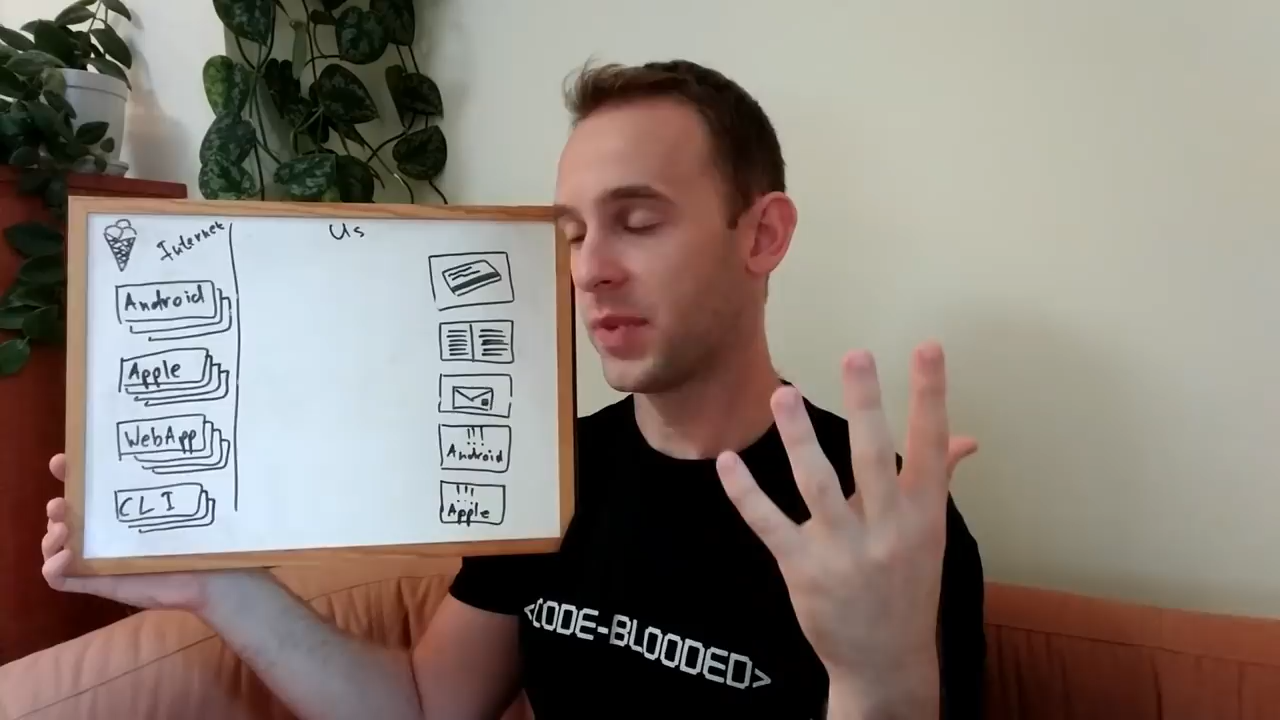 Internet
Us
Android
Apple
WebApp
CLI
!!!
Android
!!!
Apple
<CODE-BLOODED>